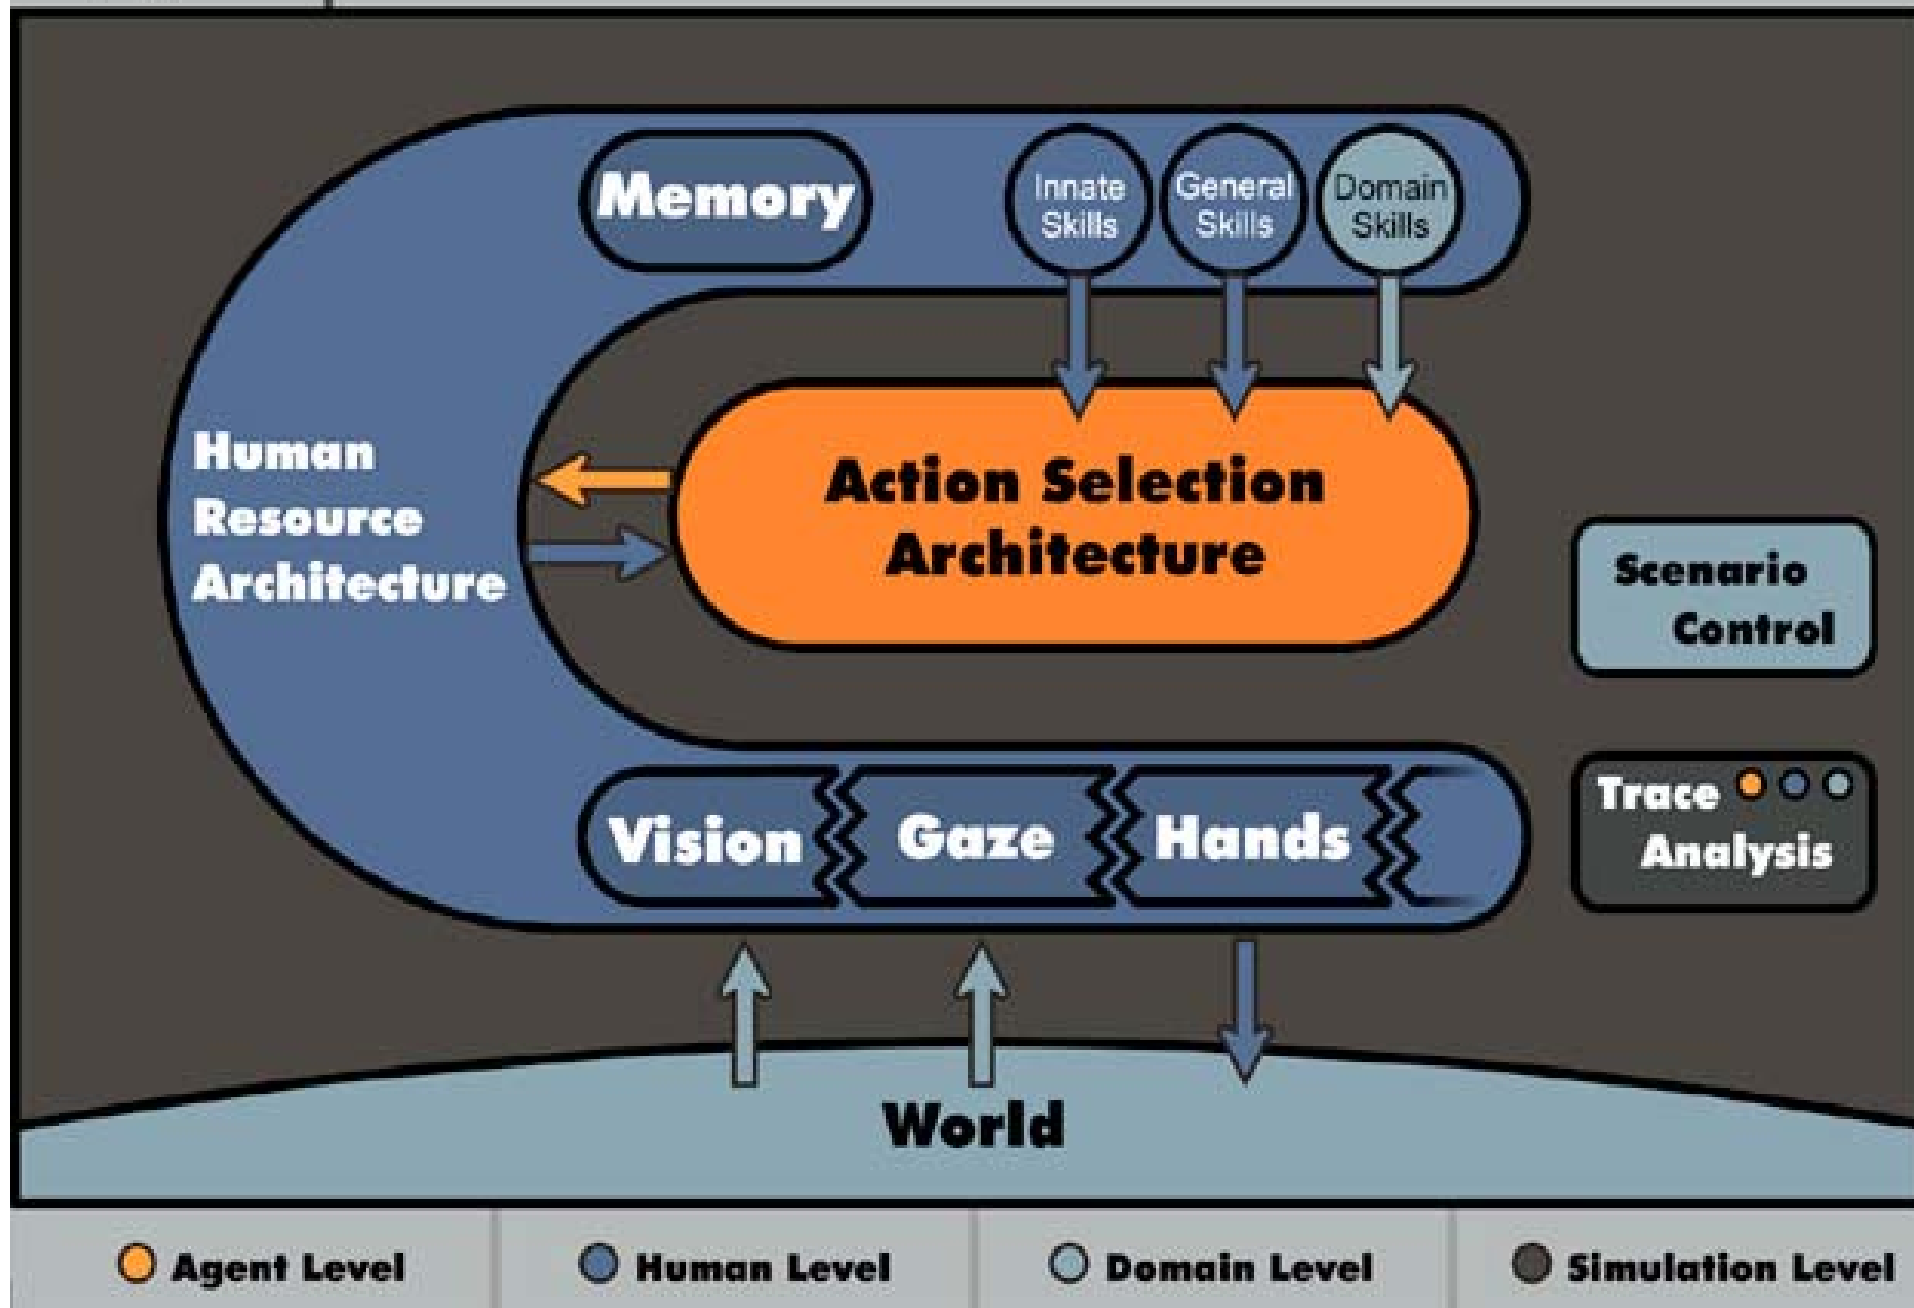 Memory
Innate
Skills
General
Skills
Domain
Skills
Human
Resource
Architecture
Action Selection
Architecture
Scenario
Control
Trace
Analysis
Vision
Gaze
Hands
World
Agent Level
Human Level
Domain Level
Simulation Level